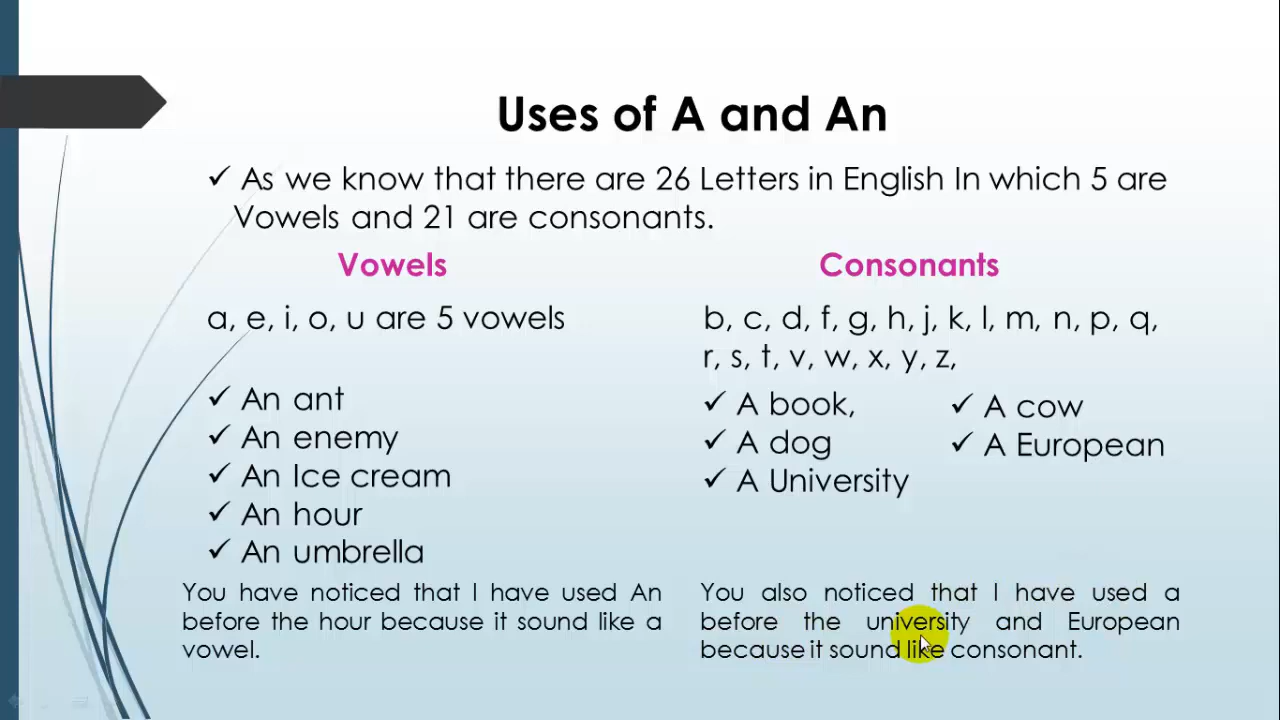 Uses of A and An
✓ As we know that there are 26 Letters in English In which 5 are
Vowels and 21 are consonants.
Vowels
a, e, i, o, u are 5 vowels
✓ An ant
✓ An enemy
✓ An Ice cream
✓ An hour
✓ An umbrella
You have noticed that I have used An
before the hour because it sound like a
vowel.
Consonants
b, c, d, f, g, h, j, k, l, m, n, p, q,
r, s, t, v, w, x, y, z,
✓ A book,
✓ A dog
✓ A University
✓ A cow
✓ A European
You also noticed that I have used a
before the university and European
because it sound like consonant.